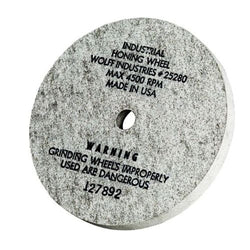 INDUSTRIAL
HONING WHEEL
WOLFF INDUSTRIES #25280
MAX 4500 RPM
MADE IN USA
WARNING
GRINDING WHEELS IMPROPERLY
USED ARE DANGEROUS
127892